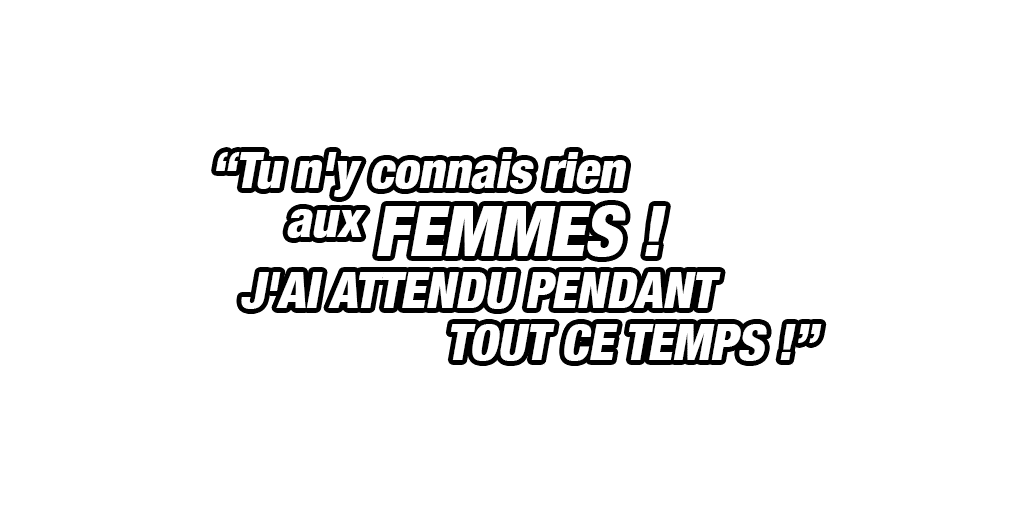 “Tu n'y connais rien
aux FEMMES !
J'AI ATTENDU PENDANT
TOUT CE TEMPS !”